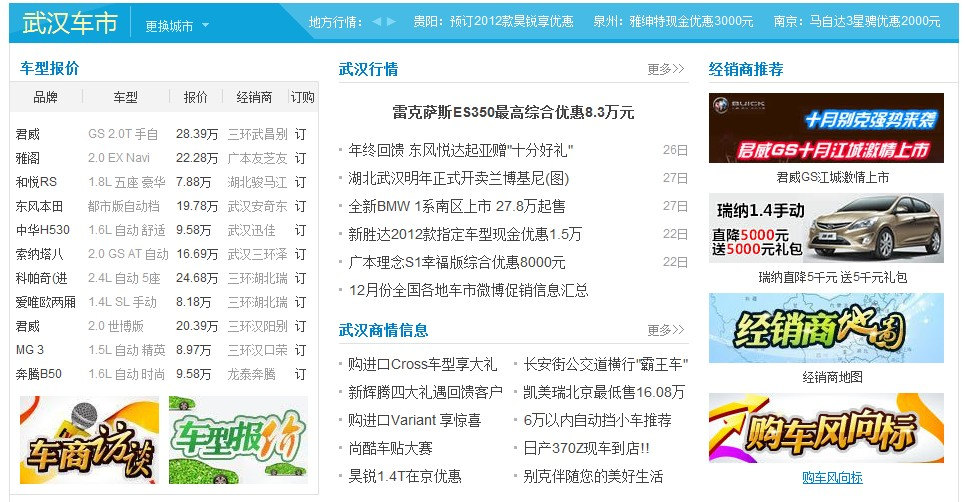 武汉车市 更换城市 地方行情: 贵阳: 预订2012款昊锐享优惠 泉州: 雅绅特现金优惠3000元 南京: 马自达3星骋优惠2000元
车型报价
品牌 车型 报价 经销商 订购
君威 GS 2.0T 手自 28.39万 三环武昌别 订
雅阁 2.0 EX Navi 22.28万 广本友芝友 订
和悦RS 1.8L 五座 豪华 7.88万 湖北骏马江 订
东风本田 都市版自动档 19.78万 武汉安奇东 订
中华H530 1.6L 自动 舒适 9.58万 武汉迅佳 订
索纳塔八 2.0 GS AT 自动 16.69万 武汉三环泽 订
科帕奇(进 2.4L 自动 5座 24.68万 三环湖北瑞 订
爱唯欧两厢 1.4L SL 手动 8.18万 三环湖北瑞 订
君威 2.0 世博版 20.39万 三环汉阳别 订
MG 3 1.5L 自动 精英 8.97万 三环汉口荣 订
奔腾B50 1.6L 自动 时尚 9.58万 龙泰奔腾 订
车商访谈 车型报价
武汉行情 更多>>
雷克萨斯ES350最高综合优惠8.3万元
年终回馈 东风悦达起亚赠"十分好礼" 26日
湖北武汉明年正式开卖兰博基尼(图) 27日
全新BMW 1系南区上市 27.8万起售 27日
新胜达2012款指定车型现金优惠1.5万 22日
广本理念S1幸福版综合优惠8000元 22日
12月份全国各地车市微博促销信息汇总
武汉商情信息 更多>>
购进口Cross车型享大礼 长安街公交道横行"霸王车"
新辉腾四大礼遇回馈客户 凯美瑞北京最低售16.08万
购进口Variant 享惊喜 6万以内自动挡小车推荐
尚酷车贴大赛 日产370Z现车到店!!
昊锐1.4T在京优惠 别克伴随您的美好生活
经销商推荐
BUICK
十月别克强势来袭
君威GS十月江城激情上市
君威GS江城激情上市
瑞纳1.4手动
直降5000元
送5000元礼包
瑞纳直降5千元 送5千元礼包
经销商地图
经销商地图
购车风向标
购车风向标